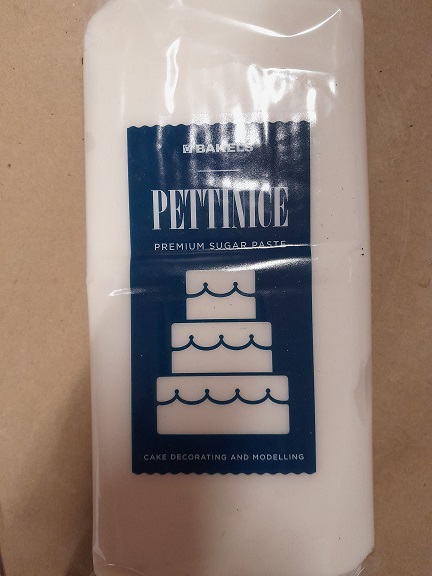 BAKELS
PETTINICE
PREMIUM SUGAR PASTE
CAKE DECORATING AND MODELLING